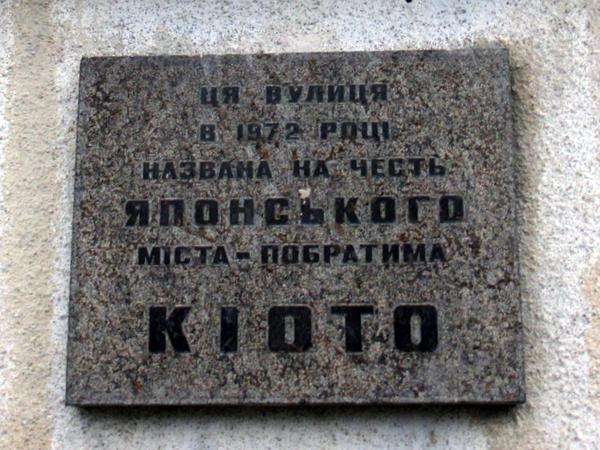 ЦЯ ВУЛИЦЯ
В 1972 РОЦІ
НАЗВАНА НА ЧЕСТЬ
ЯПОНСЬКОГО
МІСТА-ПОБРАТИМА
КІОТО